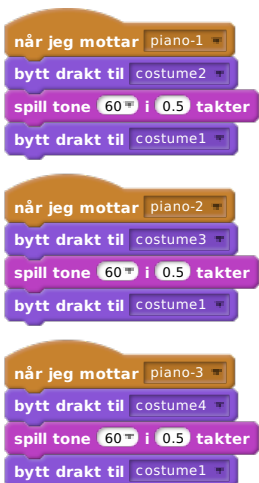 når jeg mottar piano-1
bytt drakt til costume2
spill tone 60 i 0.5 takter
bytt drakt til costume1
når jeg mottar piano-2
bytt drakt til costume3
spill tone 60 i 0.5 takter
bytt drakt til costume1
når jeg mottar piano-3
bytt drakt til costume4
spill tone 60 i 0.5 takter
bytt drakt til costume1